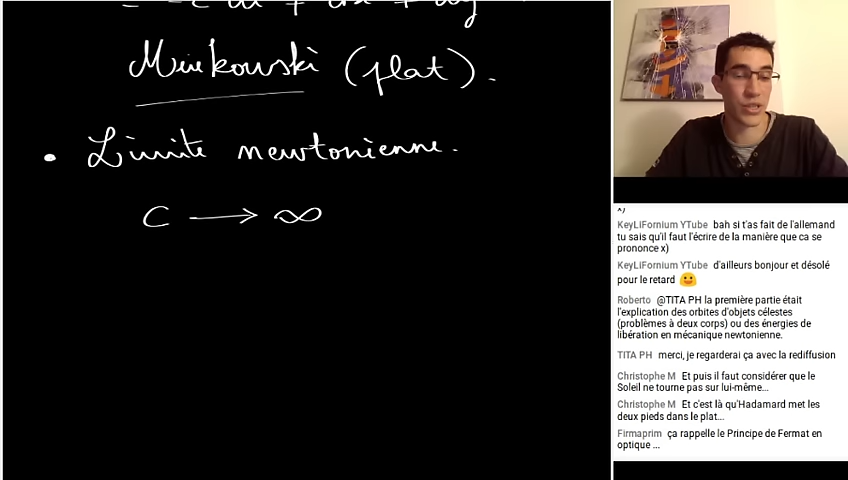 Minkowski (plat).
• Limite newtonienne.
C → ∞
x)
KeyLiFornium YTube bah si t'as fait de l'allemand
tu sais qu'il faut l'écrire de la manière que ca se
prononce x)
KeyLiFornium YTube d'ailleurs bonjour et désolé
pour le retard
Roberto @TITA PH la première partie était
l'explication des orbites d'objets célestes
(problèmes à deux corps) ou des énergies de
libération en mécanique newtonienne.
TITA PH merci, je regarderai ça avec la rediffusion
Christophe M Et puis il faut considérer que le
Soleil ne tourne pas sur lui-même...
Christophe M Et c'est là qu'Hadamard met les
deux pieds dans le plat...
Firmaprim ça rappelle le Principe de Fermat en
optique ...